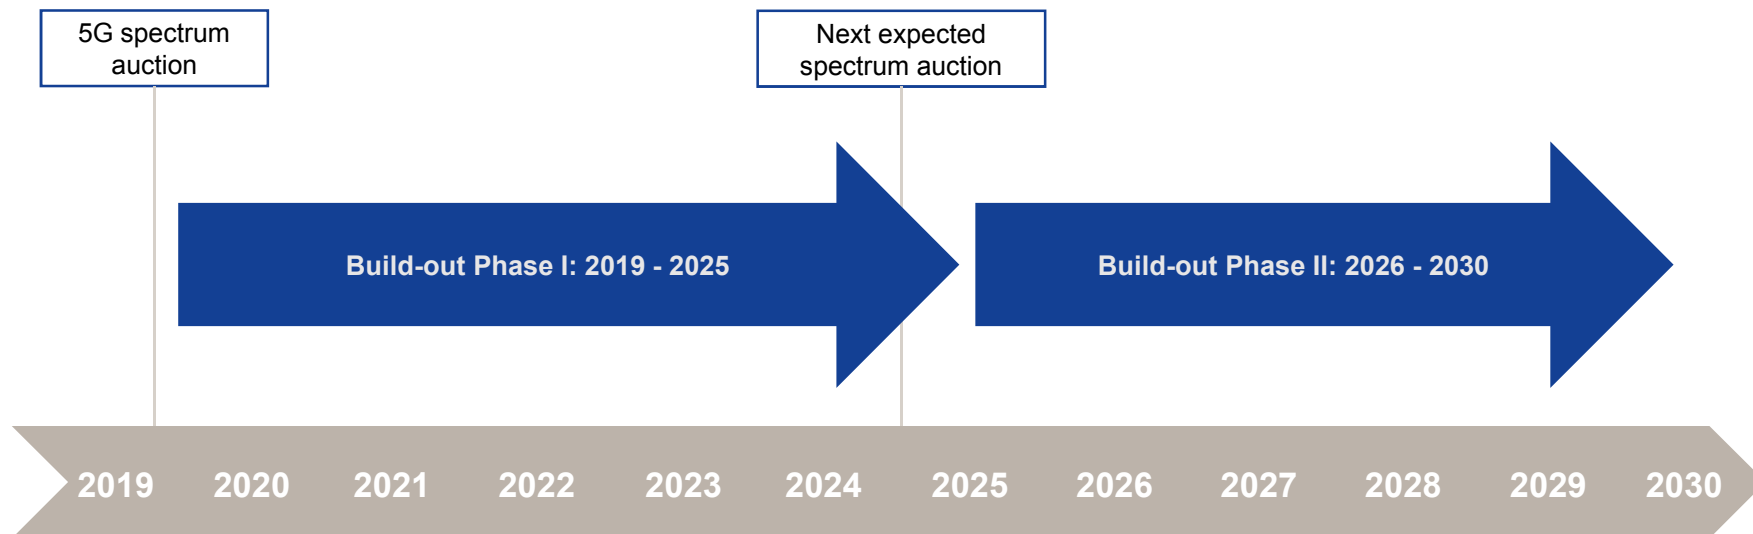 5G spectrum
auction
Next expected
spectrum auction
Build-out Phase I: 2019 - 2025
Build-out Phase II: 2026 - 2030
2019 2020 2021 2022 2023 2024 2025 2026 2027 2028 2029 2030